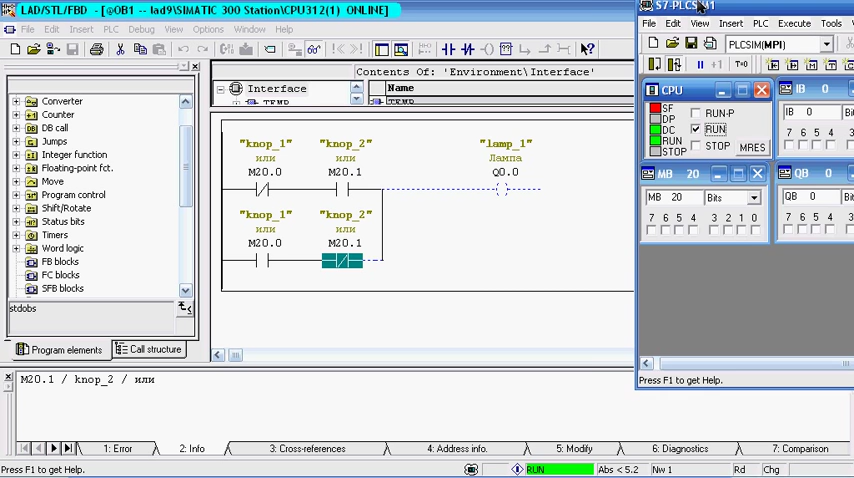 LAD/STL/FBD - [@OB1 -- lad9\SIMATIC 300 Station\CPU312(1) ONLINE]
File Edit Insert PLC Debug View Options Window Help
Contents Of: 'Environment\Interface'
Interface
Name
TEMP
TEMP
Converter
Counter
DB call
Jumps
Integer function
Floating-point fct.
Move
Program control
Shift/Rotate
Status bits
Timers
Word logic
FB blocks
FC blocks
SFB blocks
stdobs
Program elements
Call structure
"knop_1" "knop_2" "lamp_1"
или или Лампа
M20.0 M20.1 Q0.0
"knop_1" "knop_2"
или или
M20.0 M20.1
S7-PLCSIM1
File Edit View Insert PLC Execute Tools
PLCSIM(MPI)
+1 T=0
CPU
SF
DP
DC
RUN
STOP
RUN-P
RUN
STOP
MRES
IB 0
IB 0
7 6 5 4
MB 20
MB 20 Bits
7 6 5 4 3 2 1 0
QB 0
QB 0
7 6 5 4
Press F1 to get Help.
M20.1 / knop_2 / или
1: Error
2: Info
3: Cross-references
4: Address info.
5: Modify
6: Diagnostics
7: Comparison
Press F1 to get Help.
RUN
Abs < 5.2
Nw 1
Rd
Chg